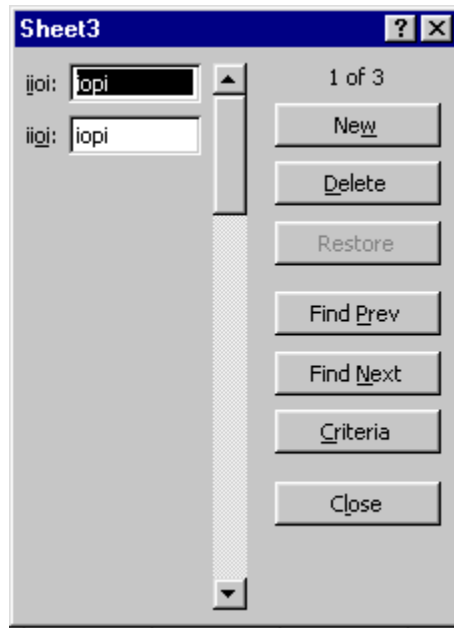 Sheet3
iioi: iopi
iioi: iopi
1 of 3
New
Delete
Restore
Find Prev
Find Next
Criteria
Close